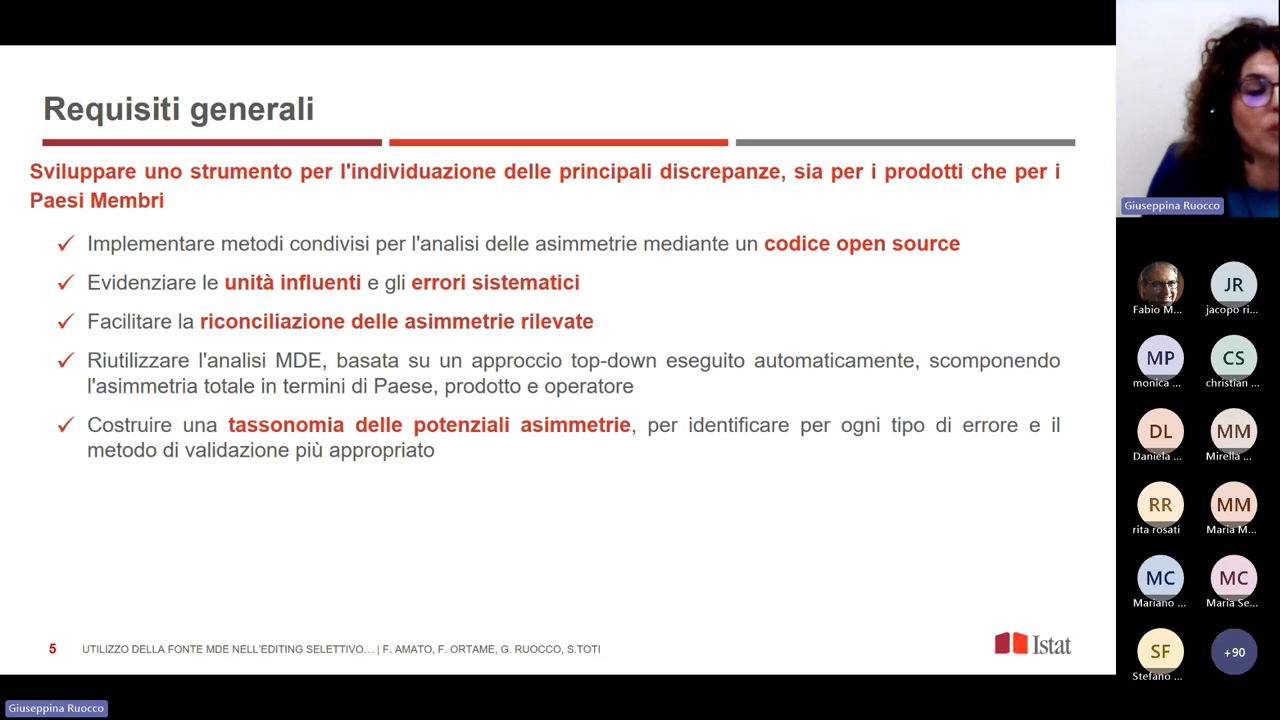 Requisiti generali
Sviluppare uno strumento per l'individuazione delle principali discrepanze, sia per i prodotti che per i
Paesi Membri
✓ Implementare metodi condivisi per l'analisi delle asimmetrie mediante un codice open source
✓ Evidenziare le unità influenti e gli errori sistematici
✓ Facilitare la riconciliazione delle asimmetrie rilevate
✓ Riutilizzare l'analisi MDE, basata su un approccio top-down eseguito automaticamente, scomponendo
l'asimmetria totale in termini di Paese, prodotto e operatore
✓ Costruire una tassonomia delle potenziali asimmetrie, per identificare per ogni tipo di errore e il
metodo di validazione più appropriato
5 UTILIZZO DELLA FONTE MDE NELL'EDITING SELETTIVO... | F. AMATO, F. ORTAME, G. RUOCCO, S.TOTI
Istat
Giuseppina Ruocco
Giuseppina Ruocco
Fabio M...
JR
jacopo ri...
MP
monica ...
CS
christian ...
DL
Daniela ...
MM
Mirella ...
RR
rita rosati
MM
Maria M...
MC
Mariano ...
MC
Maria Se...
SF
Stefano ...
+90